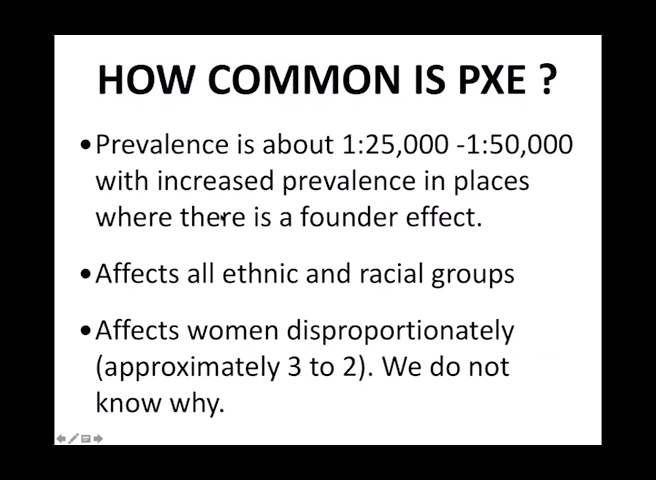 HOW COMMON IS PXE ?
•Prevalence is about 1:25,000 -1:50,000
with increased prevalence in places
where there is a founder effect.
•Affects all ethnic and racial groups
•Affects women disproportionately
(approximately 3 to 2). We do not
know why.